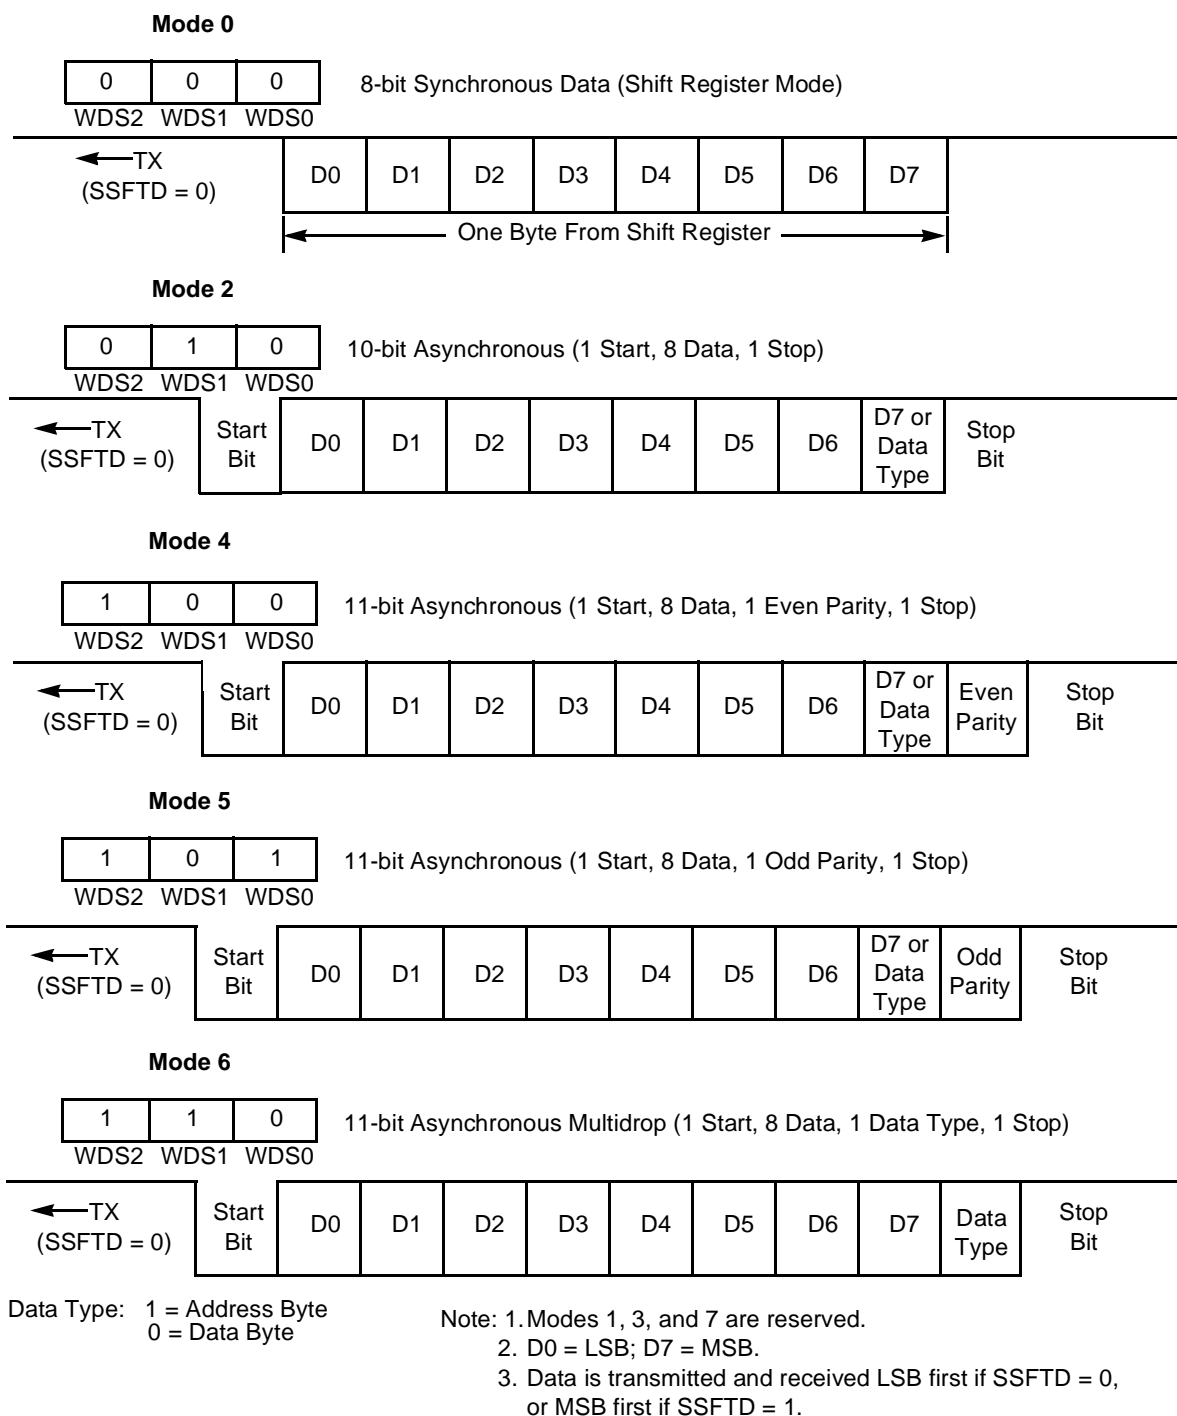 Mode 0
0 0 0 8-bit Synchronous Data (Shift Register Mode)
WDS2 WDS1 WDS0
TX
(SSFTD = 0)
D0 D1 D2 D3 D4 D5 D6 D7
One Byte From Shift Register
Mode 2
0 1 0 10-bit Asynchronous (1 Start, 8 Data, 1 Stop)
WDS2 WDS1 WDS0
TX
(SSFTD = 0)
Start
Bit
D0 D1 D2 D3 D4 D5 D6
D7 or
Data
Type
Stop
Bit
Mode 4
1 0 0 11-bit Asynchronous (1 Start, 8 Data, 1 Even Parity, 1 Stop)
WDS2 WDS1 WDS0
TX
(SSFTD = 0)
Start
Bit
D0 D1 D2 D3 D4 D5 D6
D7 or
Data
Type
Even
Parity
Stop
Bit
Mode 5
1 0 1 11-bit Asynchronous (1 Start, 8 Data, 1 Odd Parity, 1 Stop)
WDS2 WDS1 WDS0
TX
(SSFTD = 0)
Start
Bit
D0 D1 D2 D3 D4 D5 D6
D7 or
Data
Type
Odd
Parity
Stop
Bit
Mode 6
1 1 0 11-bit Asynchronous Multidrop (1 Start, 8 Data, 1 Data Type, 1 Stop)
WDS2 WDS1 WDS0
TX
(SSFTD = 0)
Start
Bit
D0 D1 D2 D3 D4 D5 D6 D7
Data
Type
Stop
Bit
Data Type: 1 = Address Byte
0 = Data Byte
Note: 1. Modes 1, 3, and 7 are reserved.
2. D0 = LSB; D7 = MSB.
3. Data is transmitted and received LSB first if SSFTD = 0,
or MSB first if SSFTD = 1.